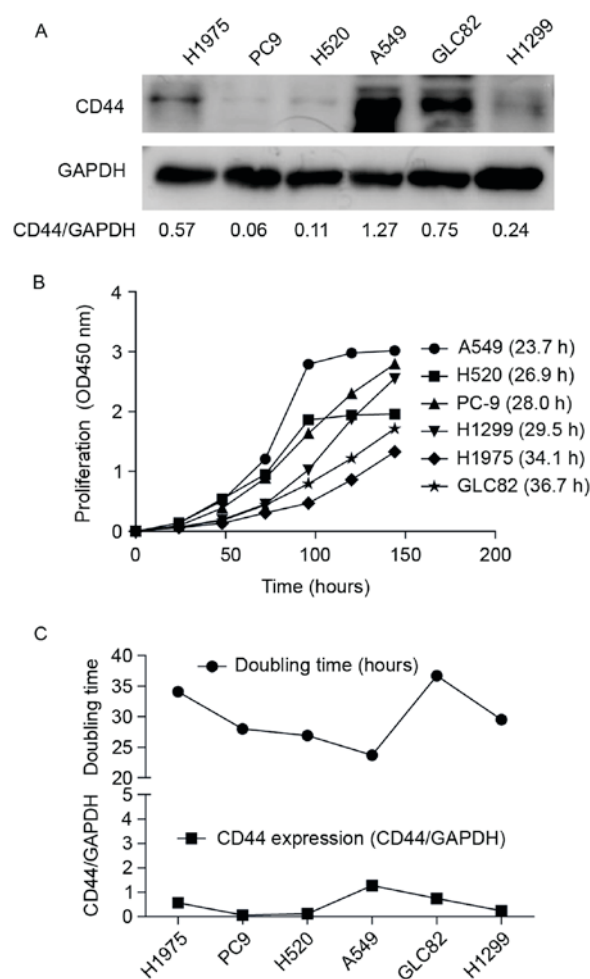 A
H1975 PC9 H520 A549 GLC82 H1299
CD44
GAPDH
CD44/GAPDH 0.57 0.06 0.11 1.27 0.75 0.24
B
Proliferation (OD450 nm)
4
3
2
1
0
0 50 100 150 200
Time (hours)
A549 (23.7 h)
H520 (26.9 h)
PC-9 (28.0 h)
H1299 (29.5 h)
H1975 (34.1 h)
GLC82 (36.7 h)
C
Doubling time
40
35
30
25
20
Doubling time (hours)
CD44/GAPDH
5
4
3
2
1
0
CD44 expression (CD44/GAPDH)
H1975 PC9 H520 A549 GLC82 H1299